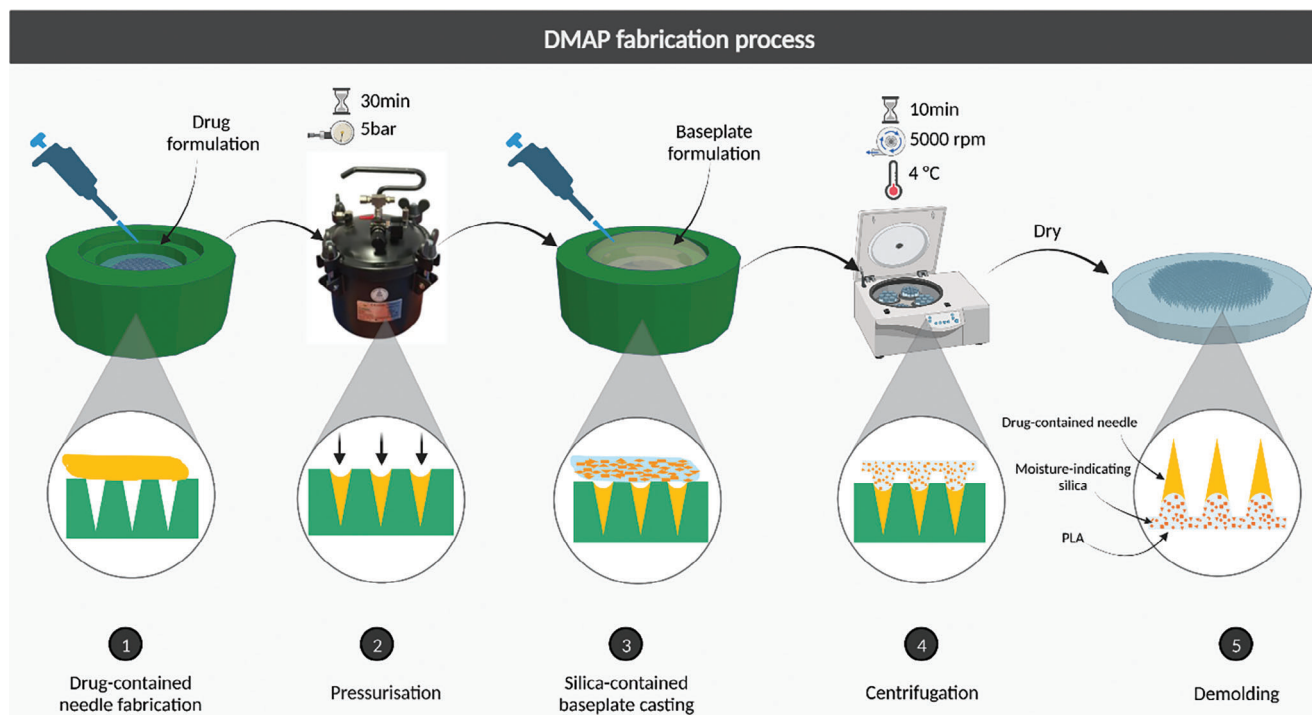 DMAP fabrication process
Drug
formulation
30min
5bar
Baseplate
formulation
10min
5000 rpm
4 °C
Dry
Drug-contained needle
Moisture-indicating
silica
PLA
1
2
3
4
5
Drug-contained
needle fabrication
Pressurisation
Silica-contained
baseplate casting
Centrifugation
Demolding